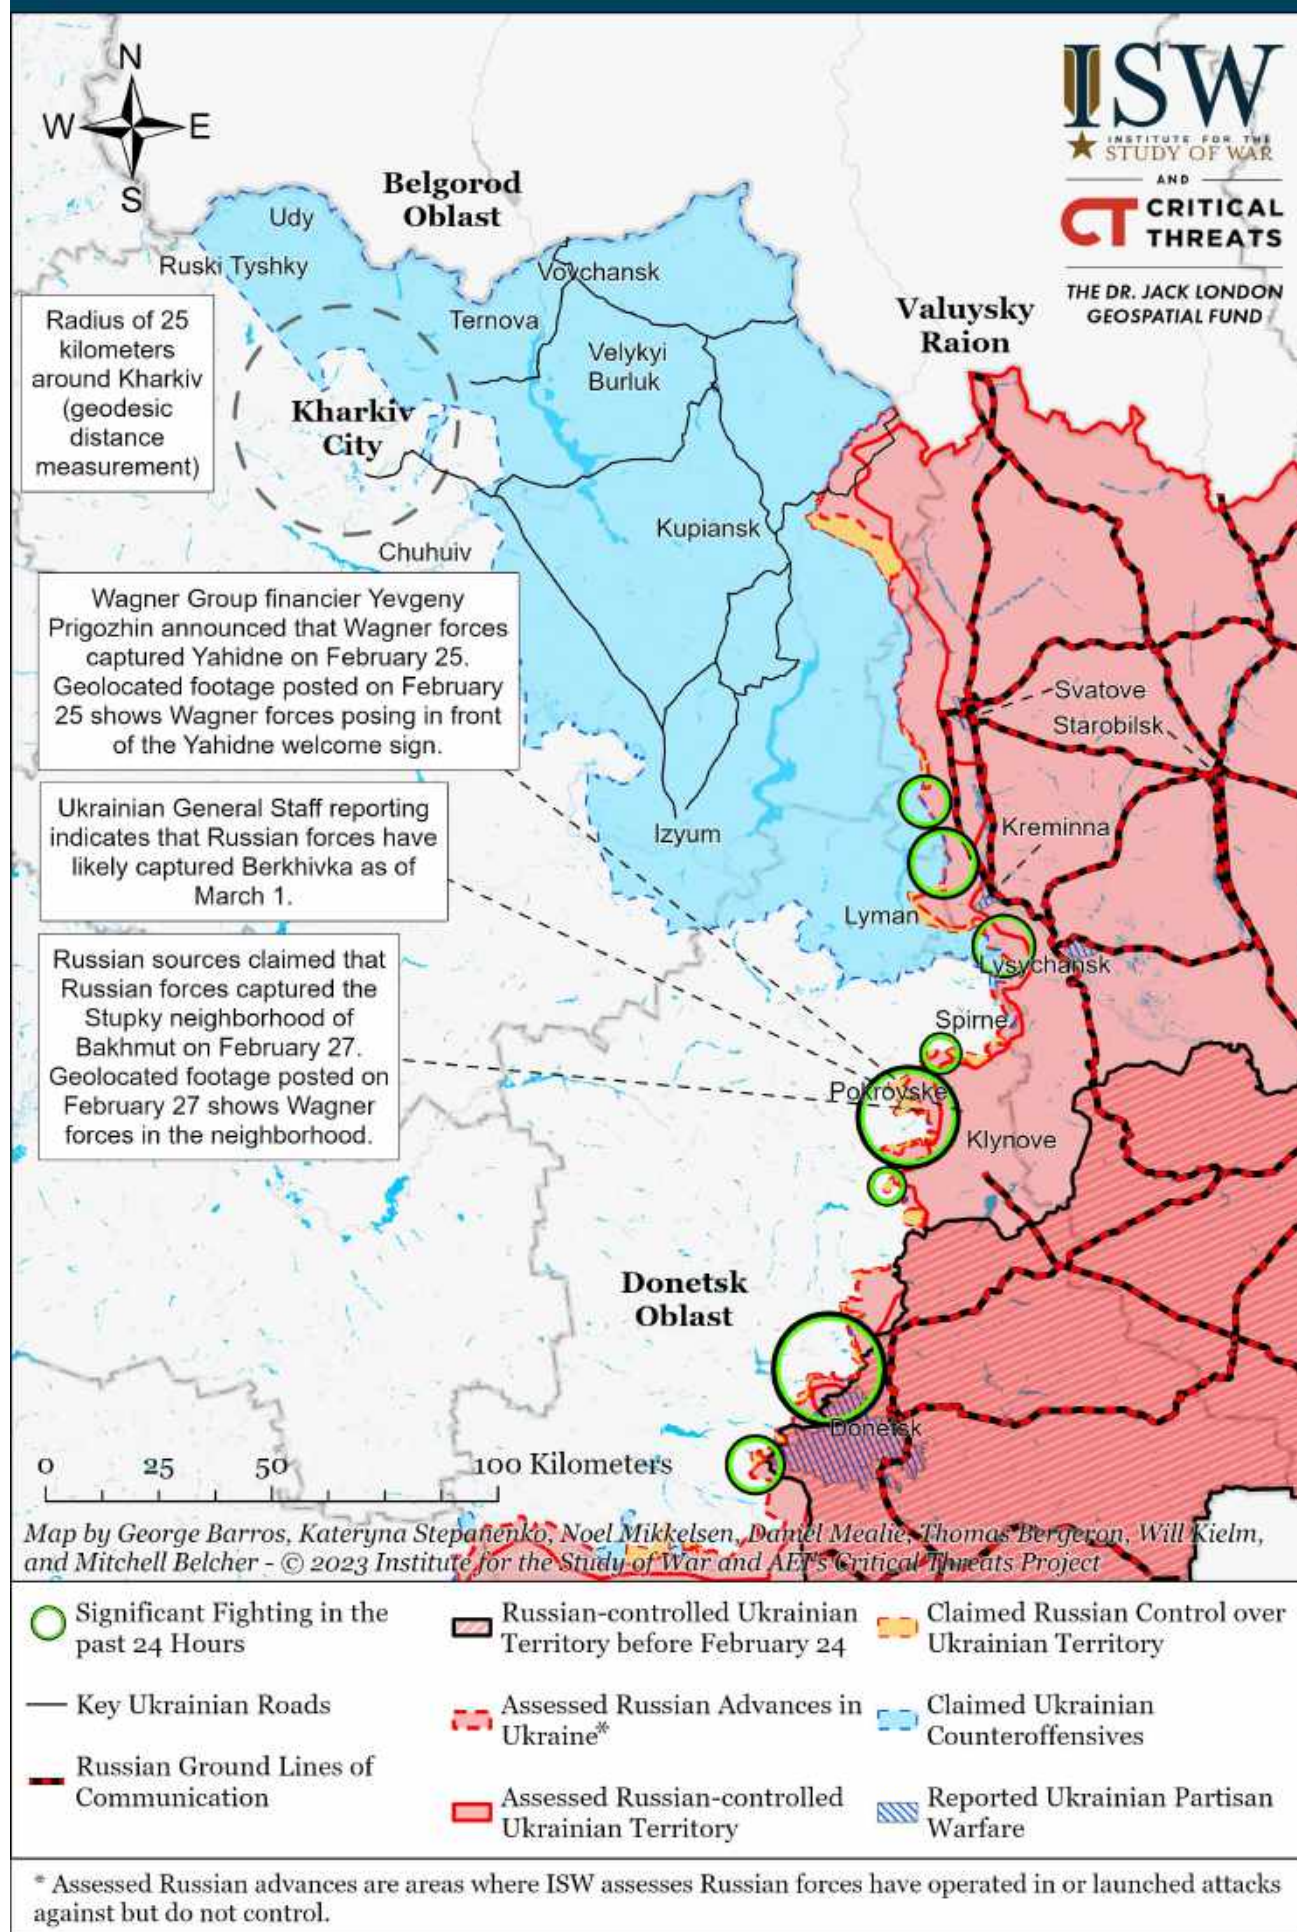 N
W E
S
ISW
INSTITUTE FOR THE
STUDY OF WAR
AND
CT CRITICAL
THREATS
THE DR. JACK LONDON
GEOSPATIAL FUND
Belgorod
Oblast
Udy
Ruski Tyshky
Vovchansk
Ternova
Valuysky
Raion
Radius of 25
kilometers
around Kharkiv
(geodesic
distance
measurement)
Velykyi
Burluk
Kharkiv
City
Kupiansk
Chuhuiv
Wagner Group financier Yevgeny
Prigozhin announced that Wagner forces
captured Yahidne on February 25.
Geolocated footage posted on February
25 shows Wagner forces posing in front
of the Yahidne welcome sign.
Svatove
Starobilsk
Ukrainian General Staff reporting
indicates that Russian forces have
likely captured Berkhivka as of
March 1.
Izyum
Kreminna
Lyman
Lysychansk
Russian sources claimed that
Russian forces captured the
Stupky neighborhood of
Bakhmut on February 27.
Geolocated footage posted on
February 27 shows Wagner
forces in the neighborhood.
Spirne
Pokrovske
Klynove
Donetsk
Oblast
Donetsk
0 25 50 100 Kilometers
Map by George Barros, Kateryna Stepanenko, Noel Mikkelsen, Daniel Mealie, Thomas Bergeron, Will Kielm,
and Mitchell Belcher - © 2023 Institute for the Study of War and AEI's Critical Threats Project
Significant Fighting in the
past 24 Hours
Key Ukrainian Roads
Russian Ground Lines of
Communication
Russian-controlled Ukrainian
Territory before February 24
Assessed Russian Advances in
Ukraine*
Assessed Russian-controlled
Ukrainian Territory
Claimed Russian Control over
Ukrainian Territory
Claimed Ukrainian
Counteroffensives
Reported Ukrainian Partisan
Warfare
* Assessed Russian advances are areas where ISW assesses Russian forces have operated in or launched attacks
against but do not control.